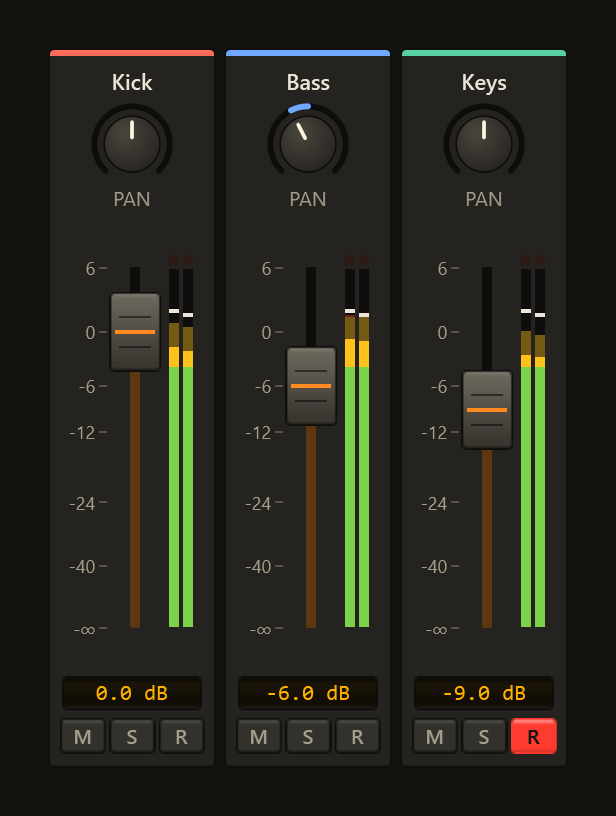 Kick Bass Keys
PAN PAN PAN
6 6 6
0 0 0
-6 -6 -6
-12 -12 -12
-24 -24 -24
-40 -40 -40
-∞ -∞ -∞
0.0 dB -6.0 dB -9.0 dB
M S R M S R M S R